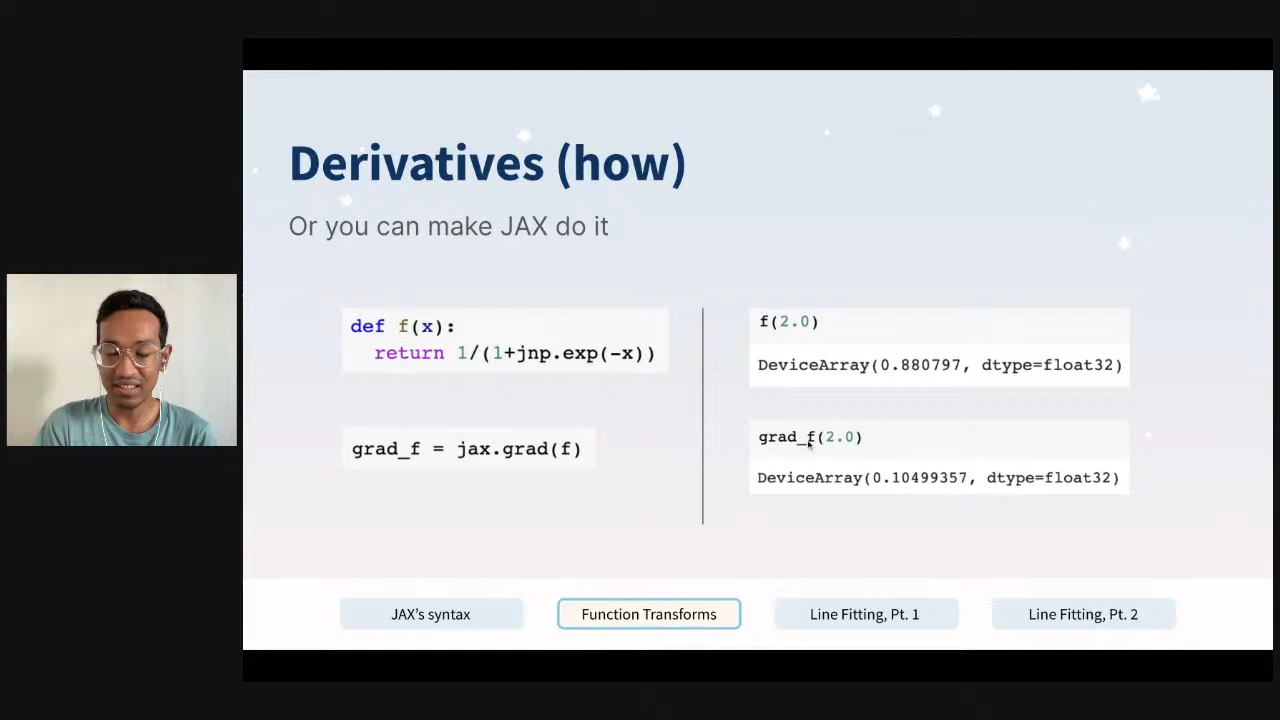 Derivatives (how)
Or you can make JAX do it
def f(x):
return 1/(1+jnp.exp(-x))
grad_f = jax.grad(f)
f(2.0)
DeviceArray(0.880797, dtype=float32)
grad_f(2.0)
DeviceArray(0.10499357, dtype=float32)
JAX's syntax
Function Transforms
Line Fitting, Pt. 1
Line Fitting, Pt. 2